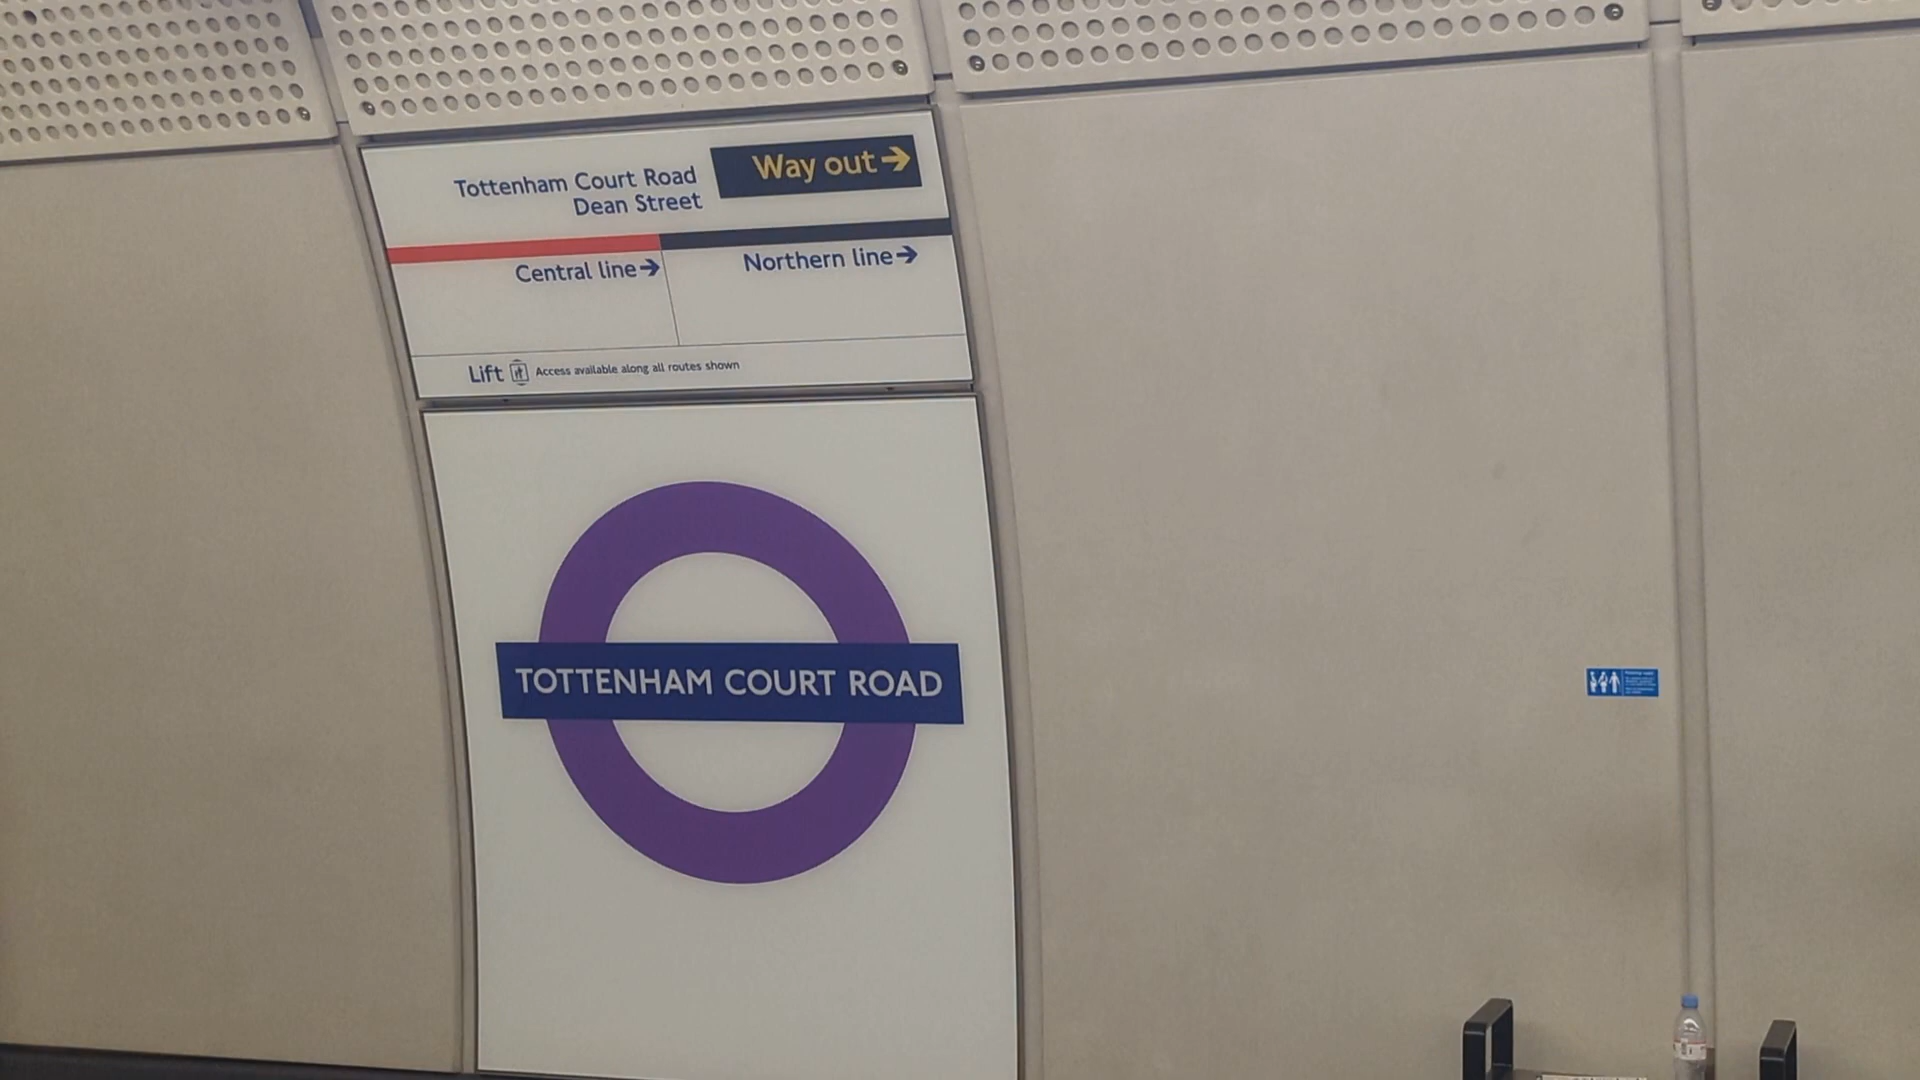 Tottenham Court Road
Dean Street
Way out →
Central line →
Northern line →
Lift
Access available along all routes shown
TOTTENHAM COURT ROAD